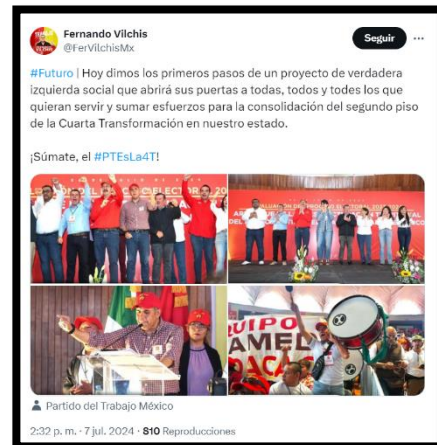 Fernando Vilchis
@FerVilchisMx
Seguir
#Futuro | Hoy dimos los primeros pasos de un proyecto de verdadera
izquierda social que abrirá sus puertas a todas, todos y todes los que
quieran servir y sumar esfuerzos para la consolidación del segundo piso
de la Cuarta Transformación en nuestro estado.
¡Súmate, el #PTEsLa4T!
QUIPO
Partido del Trabajo México
2:32 p. m. · 7 jul. 2024 · 810 Reproducciones